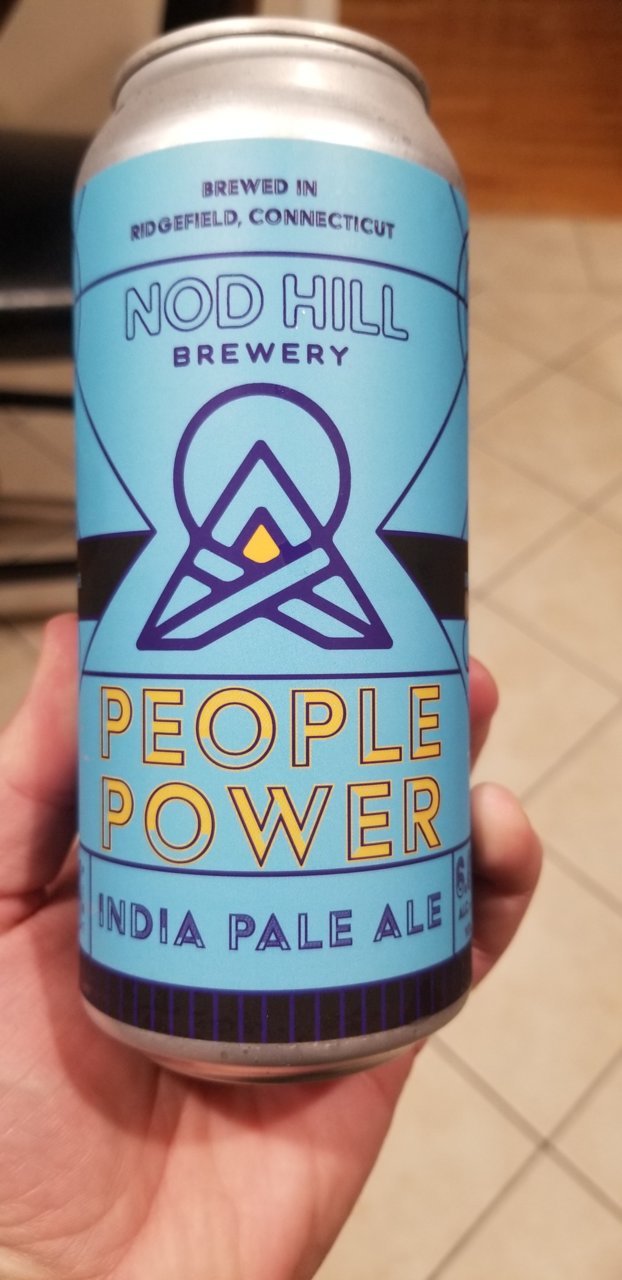 BREWED IN
RIDGEFIELD, CONNECTICUT
NOD HILL
BREWERY
PEOPLE
POWER
INDIA PALE ALE